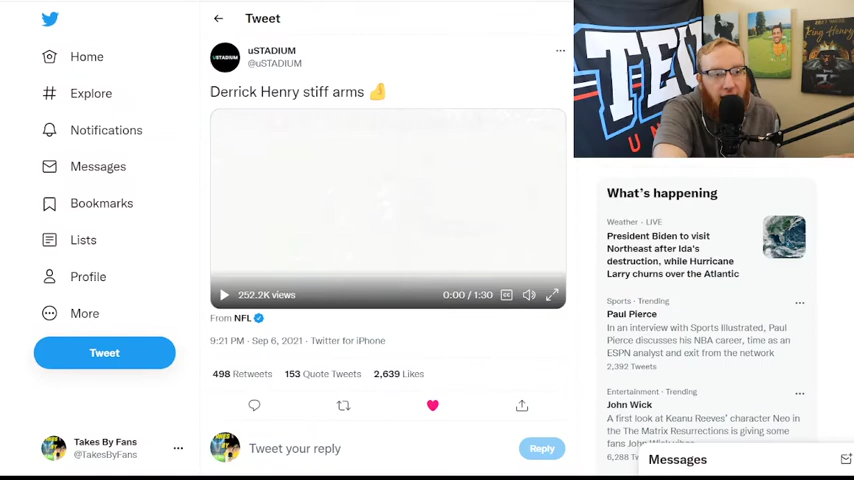 Home
Explore
Notifications
Messages
Bookmarks
Lists
Profile
More
Tweet
Takes By Fans
@TakesByFans
Tweet
USTADIUM
uSTADIUM
@uSTADIUM
Derrick Henry stiff arms
252.2K views
0:00 / 1:30
From NFL
9:21 PM · Sep 6, 2021 · Twitter for iPhone
498 Retweets 153 Quote Tweets 2,639 Likes
Tweet your reply
Reply
What's happening
Weather · LIVE
President Biden to visit
Northeast after Ida's
destruction, while Hurricane
Larry churns over the Atlantic
Sports · Trending
Paul Pierce
In an interview with Sports Illustrated, Paul
Pierce discusses his NBA career, time as an
ESPN analyst and exit from the network
2,392 Tweets
Entertainment · Trending
John Wick
A first look at Keanu Reeves' character Neo in
the The Matrix Resurrections is giving some
fans John
6,288
Messages